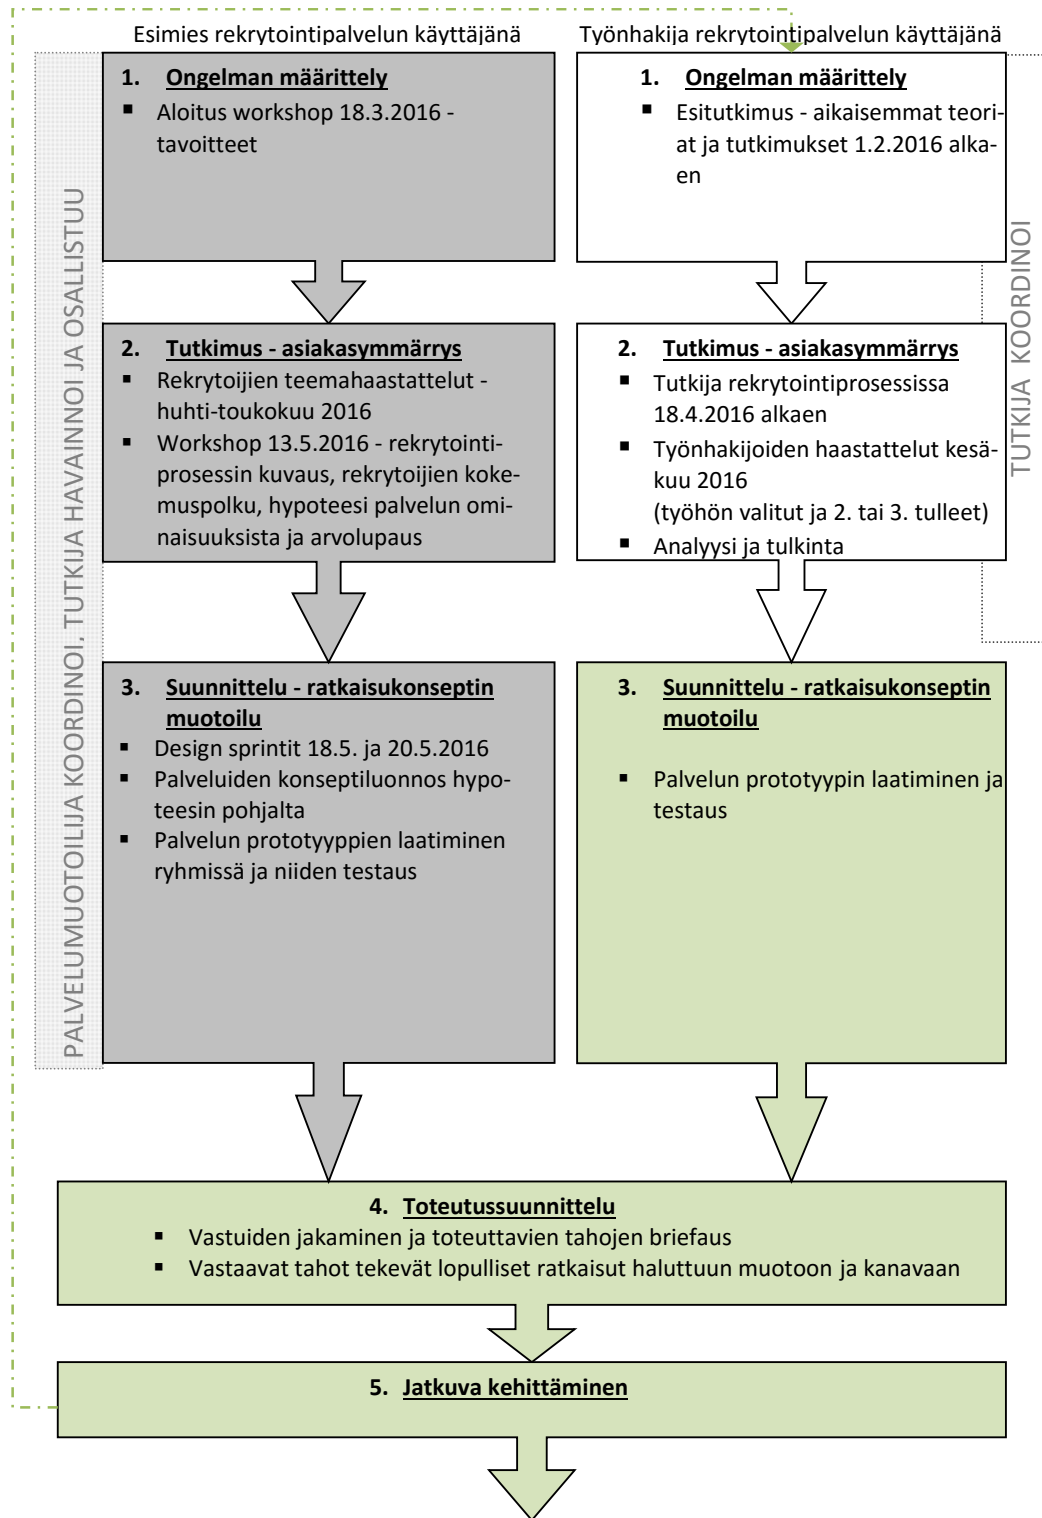 Esimies rekrytointipalvelun käyttäjänä
1. Ongelman määrittely
▪ Aloitus workshop 18.3.2016 -
tavoitteet
2. Tutkimus - asiakasymmärrys
▪ Rekrytoijien teemahaastattelut -
huhti-toukokuu 2016
▪ Workshop 13.5.2016 - rekrytointi-
prosessin kuvaus, rekrytoijien koke-
muspolku, hypoteesi palvelun omi-
naisuuksista ja arvolupaus
3. Suunnittelu - ratkaisukonseptin
muotoilu
▪ Design sprintit 18.5. ja 20.5.2016
▪ Palveluiden konseptiluonnos hypo-
teesin pohjalta
▪ Palvelun prototyyppien laatiminen
ryhmissä ja niiden testaus
PALVELUMUOTOILIJA KOORDINOI, TUTKIJA HAVAINNOI JA OSALLISTUU
Työnhakija rekrytointipalvelun käyttäjänä
1. Ongelman määrittely
▪ Esitutkimus - aikaisemmat teori-
at ja tutkimukset 1.2.2016 alka-
en
2. Tutkimus - asiakasymmärrys
▪ Tutkija rekrytointiprosessissa
18.4.2016 alkaen
▪ Työnhakijoiden haastattelut kesä-
kuu 2016
(työhön valitut ja 2. tai 3. tulleet)
▪ Analyysi ja tulkinta
3. Suunnittelu - ratkaisukonseptin
muotoilu
▪ Palvelun prototyypin laatiminen ja
testaus
TUTKIJA KOORDINOI
4. Toteutussuunnittelu
▪ Vastuiden jakaminen ja toteuttavien tahojen briefaus
▪ Vastaavat tahot tekevät lopulliset ratkaisut haluttuun muotoon ja kanavaan
5. Jatkuva kehittäminen